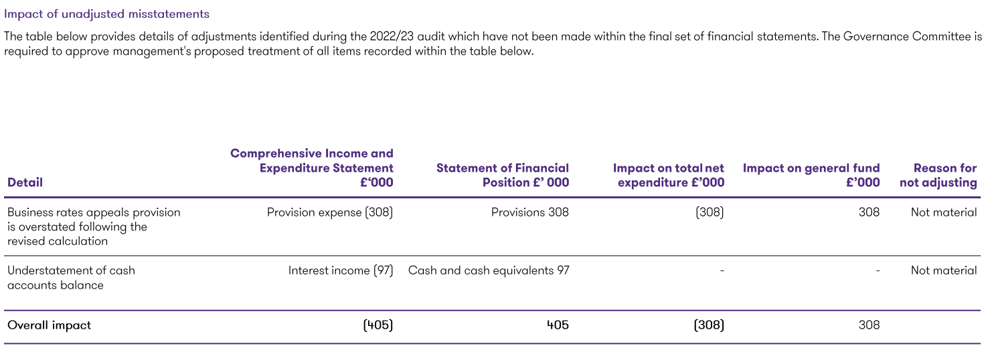 Impact of unadjusted misstatements
The table below provides details of adjustments identified during the 2022/23 audit which have not been made within the final set of financial statements. The Governance Committee is
required to approve management's proposed treatment of all items recorded within the table below.
Detail
Comprehensive Income and
Expenditure Statement
£‘000
Statement of Financial
Position £’ 000
Impact on total net
expenditure £’000
Impact on general fund
£’000
Reason for
not adjusting
Business rates appeals provision
is overstated following the
revised calculation
Provision expense (308)
Provisions 308
(308)
308
Not material
Understatement of cash
accounts balance
Interest income (97)
Cash and cash equivalents 97
-
-
Not material
Overall impact
(405)
405
(308)
308